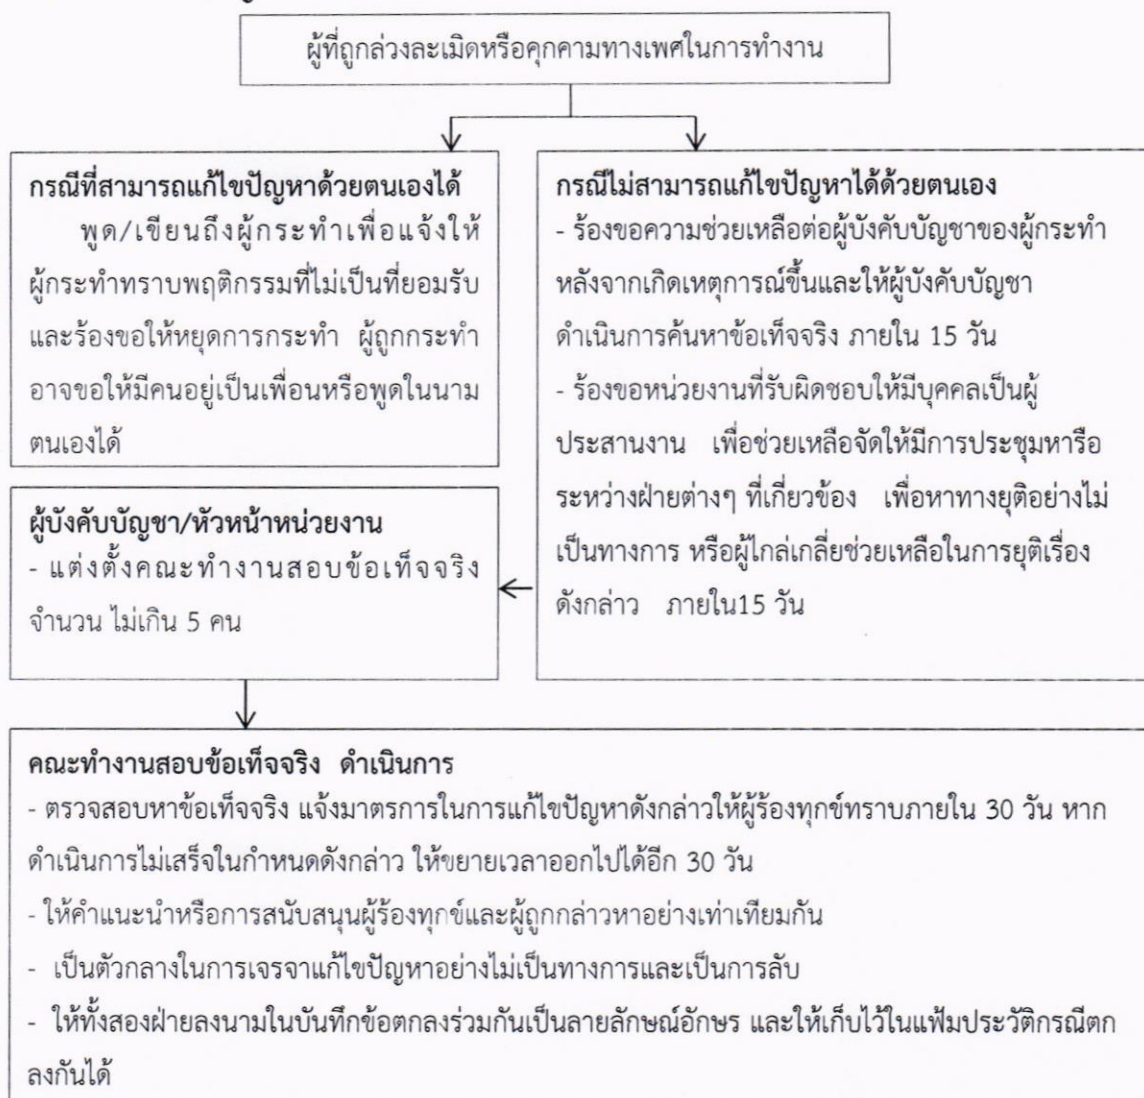 ผู้ที่ถูกล่วงละเมิดหรือคุกคามทางเพศในการทำงาน
กรณีที่สามารถแก้ไขปัญหาด้วยตนเองได้
พูด/เขียนถึงผู้กระทำเพื่อแจ้งให้
ผู้กระทำทราบพฤติกรรมที่ไม่เป็นที่ยอมรับ
และร้องขอให้หยุดการกระทำ ผู้ถูกกระทำ
อาจขอให้มีคนอยู่เป็นเพื่อนหรือพูดในนาม
ตนเองได้
กรณีไม่สามารถแก้ไขปัญหาได้ด้วยตนเอง
- ร้องขอความช่วยเหลือต่อผู้บังคับบัญชาของผู้กระทำ
หลังจากเกิดเหตุการณ์ขึ้นและให้ผู้บังคับบัญชา
ดำเนินการค้นหาข้อเท็จจริง ภายใน 15 วัน
- ร้องขอหน่วยงานที่รับผิดชอบให้มีบุคคลเป็นผู้
ประสานงาน เพื่อช่วยเหลือจัดให้มีการประชุมหารือ
ระหว่างฝ่ายต่างๆ ที่เกี่ยวข้อง เพื่อหาทางยุติอย่างไม่
เป็นทางการ หรือผู้ไกล่เกลี่ยช่วยเหลือในการยุติเรื่อง
ดังกล่าว ภายใน15 วัน
ผู้บังคับบัญชา/หัวหน้าหน่วยงาน
- แต่งตั้งคณะทำงานสอบข้อเท็จจริง
จำนวน ไม่เกิน 5 คน
คณะทำงานสอบข้อเท็จจริง ดำเนินการ
- ตรวจสอบหาข้อเท็จจริง แจ้งมาตรการในการแก้ไขปัญหาดังกล่าวให้ผู้ร้องทุกข์ทราบภายใน 30 วัน หาก
ดำเนินการไม่เสร็จในกำหนดดังกล่าว ให้ขยายเวลาออกไปได้อีก 30 วัน
- ให้คำแนะนำหรือการสนับสนุนผู้ร้องทุกข์และผู้ถูกกล่าวหาอย่างเท่าเทียมกัน
- เป็นตัวกลางในการเจรจาแก้ไขปัญหาอย่างไม่เป็นทางการและเป็นการลับ
- ให้ทั้งสองฝ่ายลงนามในบันทึกข้อตกลงร่วมกันเป็นลายลักษณ์อักษร และให้เก็บไว้ในแฟ้มประวัติกรณีตก
ลงกันได้